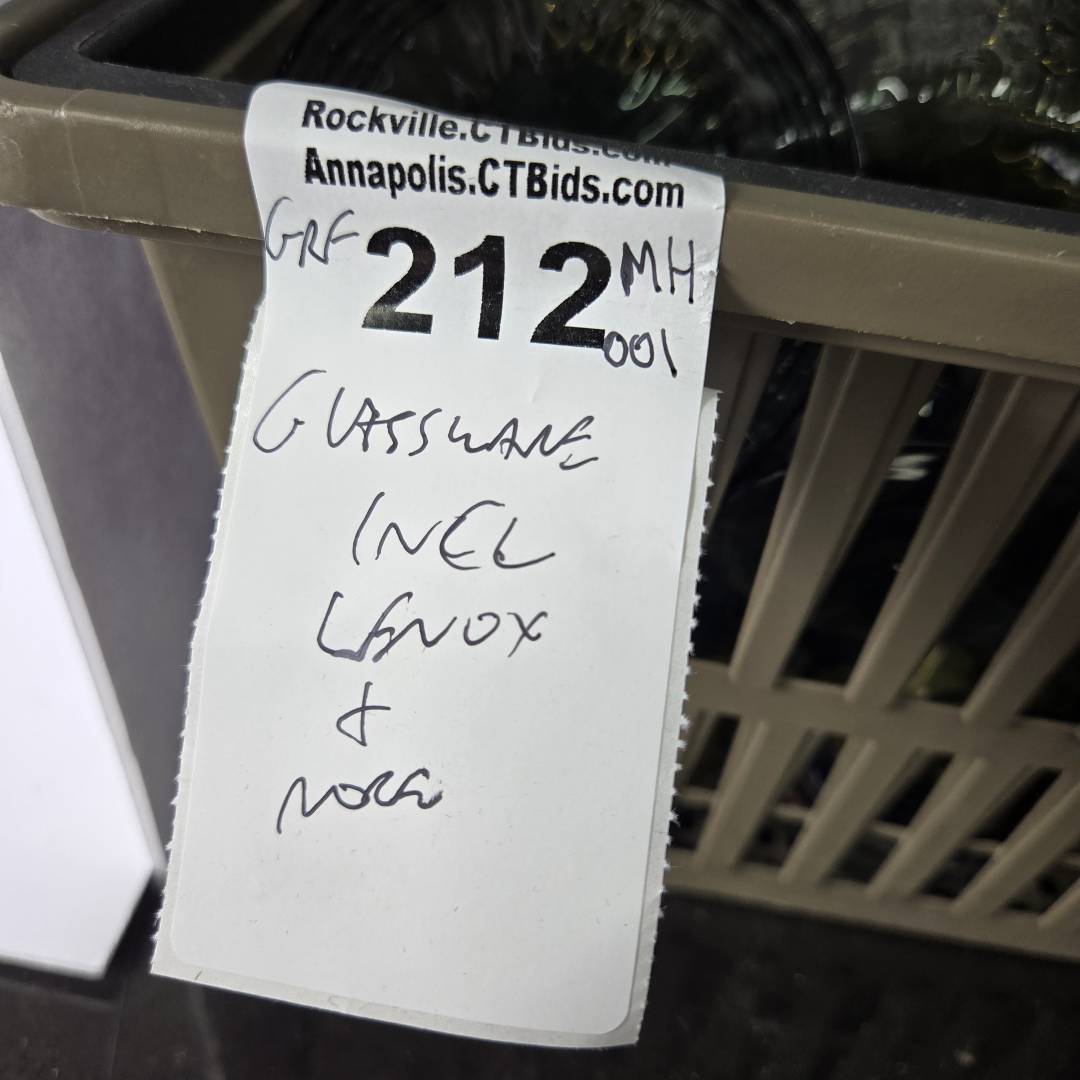 Rockville.CTBids.com
Annapolis.CTBids.com
GRF 212 MH
001
GLASSWARE
INCL
LENOX
&
MORE